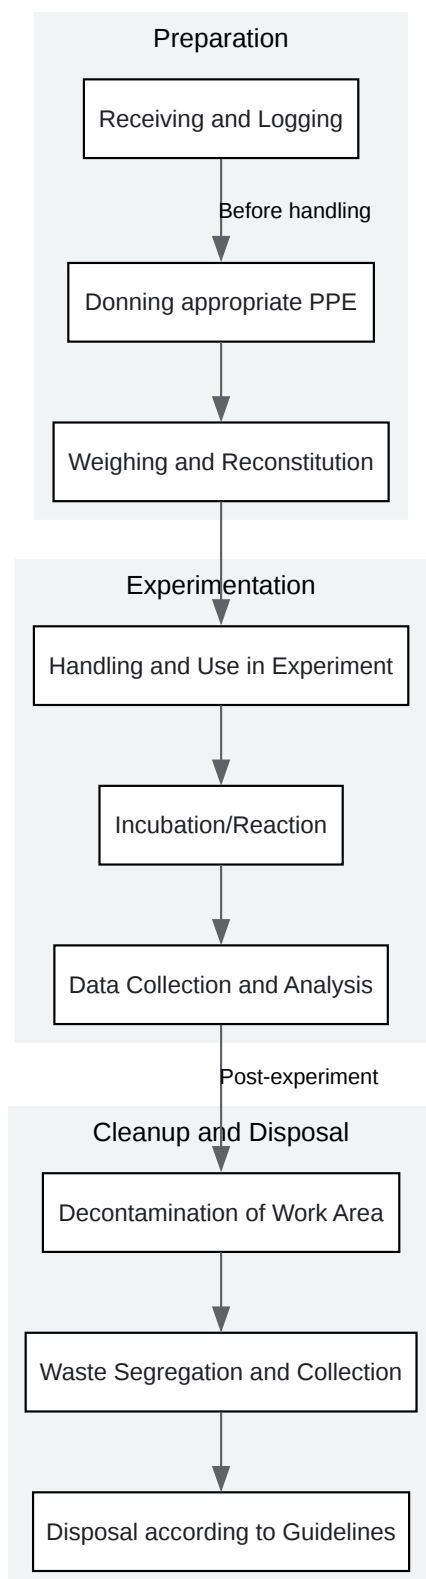 Preparation
Receiving and Logging
Before handling
Donning appropriate PPE
Weighing and Reconstitution
Experimentation
Handling and Use in Experiment
Incubation/Reaction
Data Collection and Analysis
Post-experiment
Cleanup and Disposal
Decontamination of Work Area
Waste Segregation and Collection
Disposal according to Guidelines